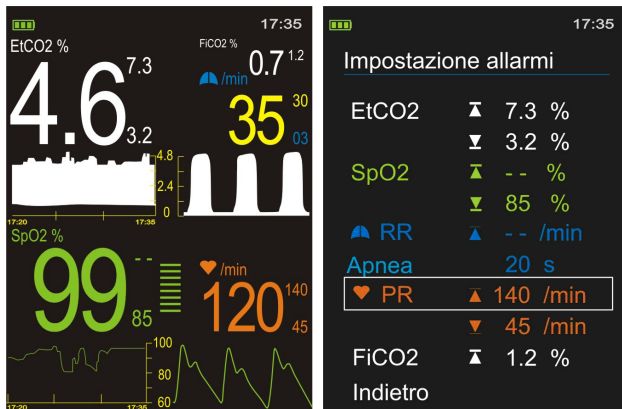 17:35
EtCO2 %
4.6
7.3
3.2
FiCO2 %
0.7
1.2
/min
35
30
03
4.8
2.4
0
17:20
17:35
SpO2 %
99
--
85
/min
120
140
45
100
80
60
17:20
17:35
17:35
Impostazione allarmi
EtCO2 7.3 %
3.2 %
SpO2 -- %
85 %
RR -- /min
Apnea 20 s
PR 140 /min
45 /min
FiCO2 1.2 %
Indietro